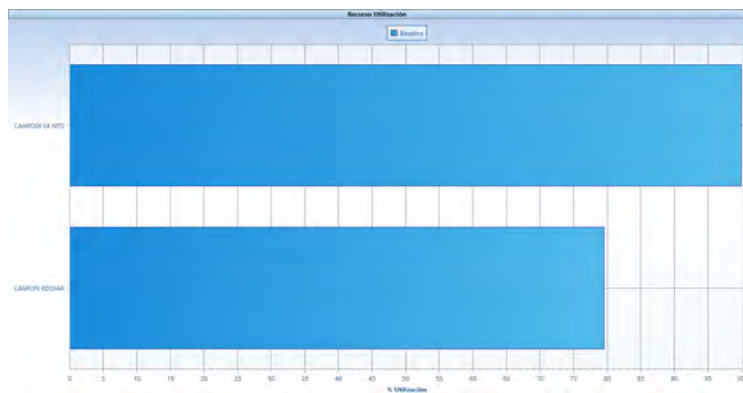 Recurso Utilización
Baseline
CAMION 14 MTS
CAMION
0 5 10 15 20 25 30 35 40 45 50 55 60 65 70 75 80 85 90 95
% Utilización